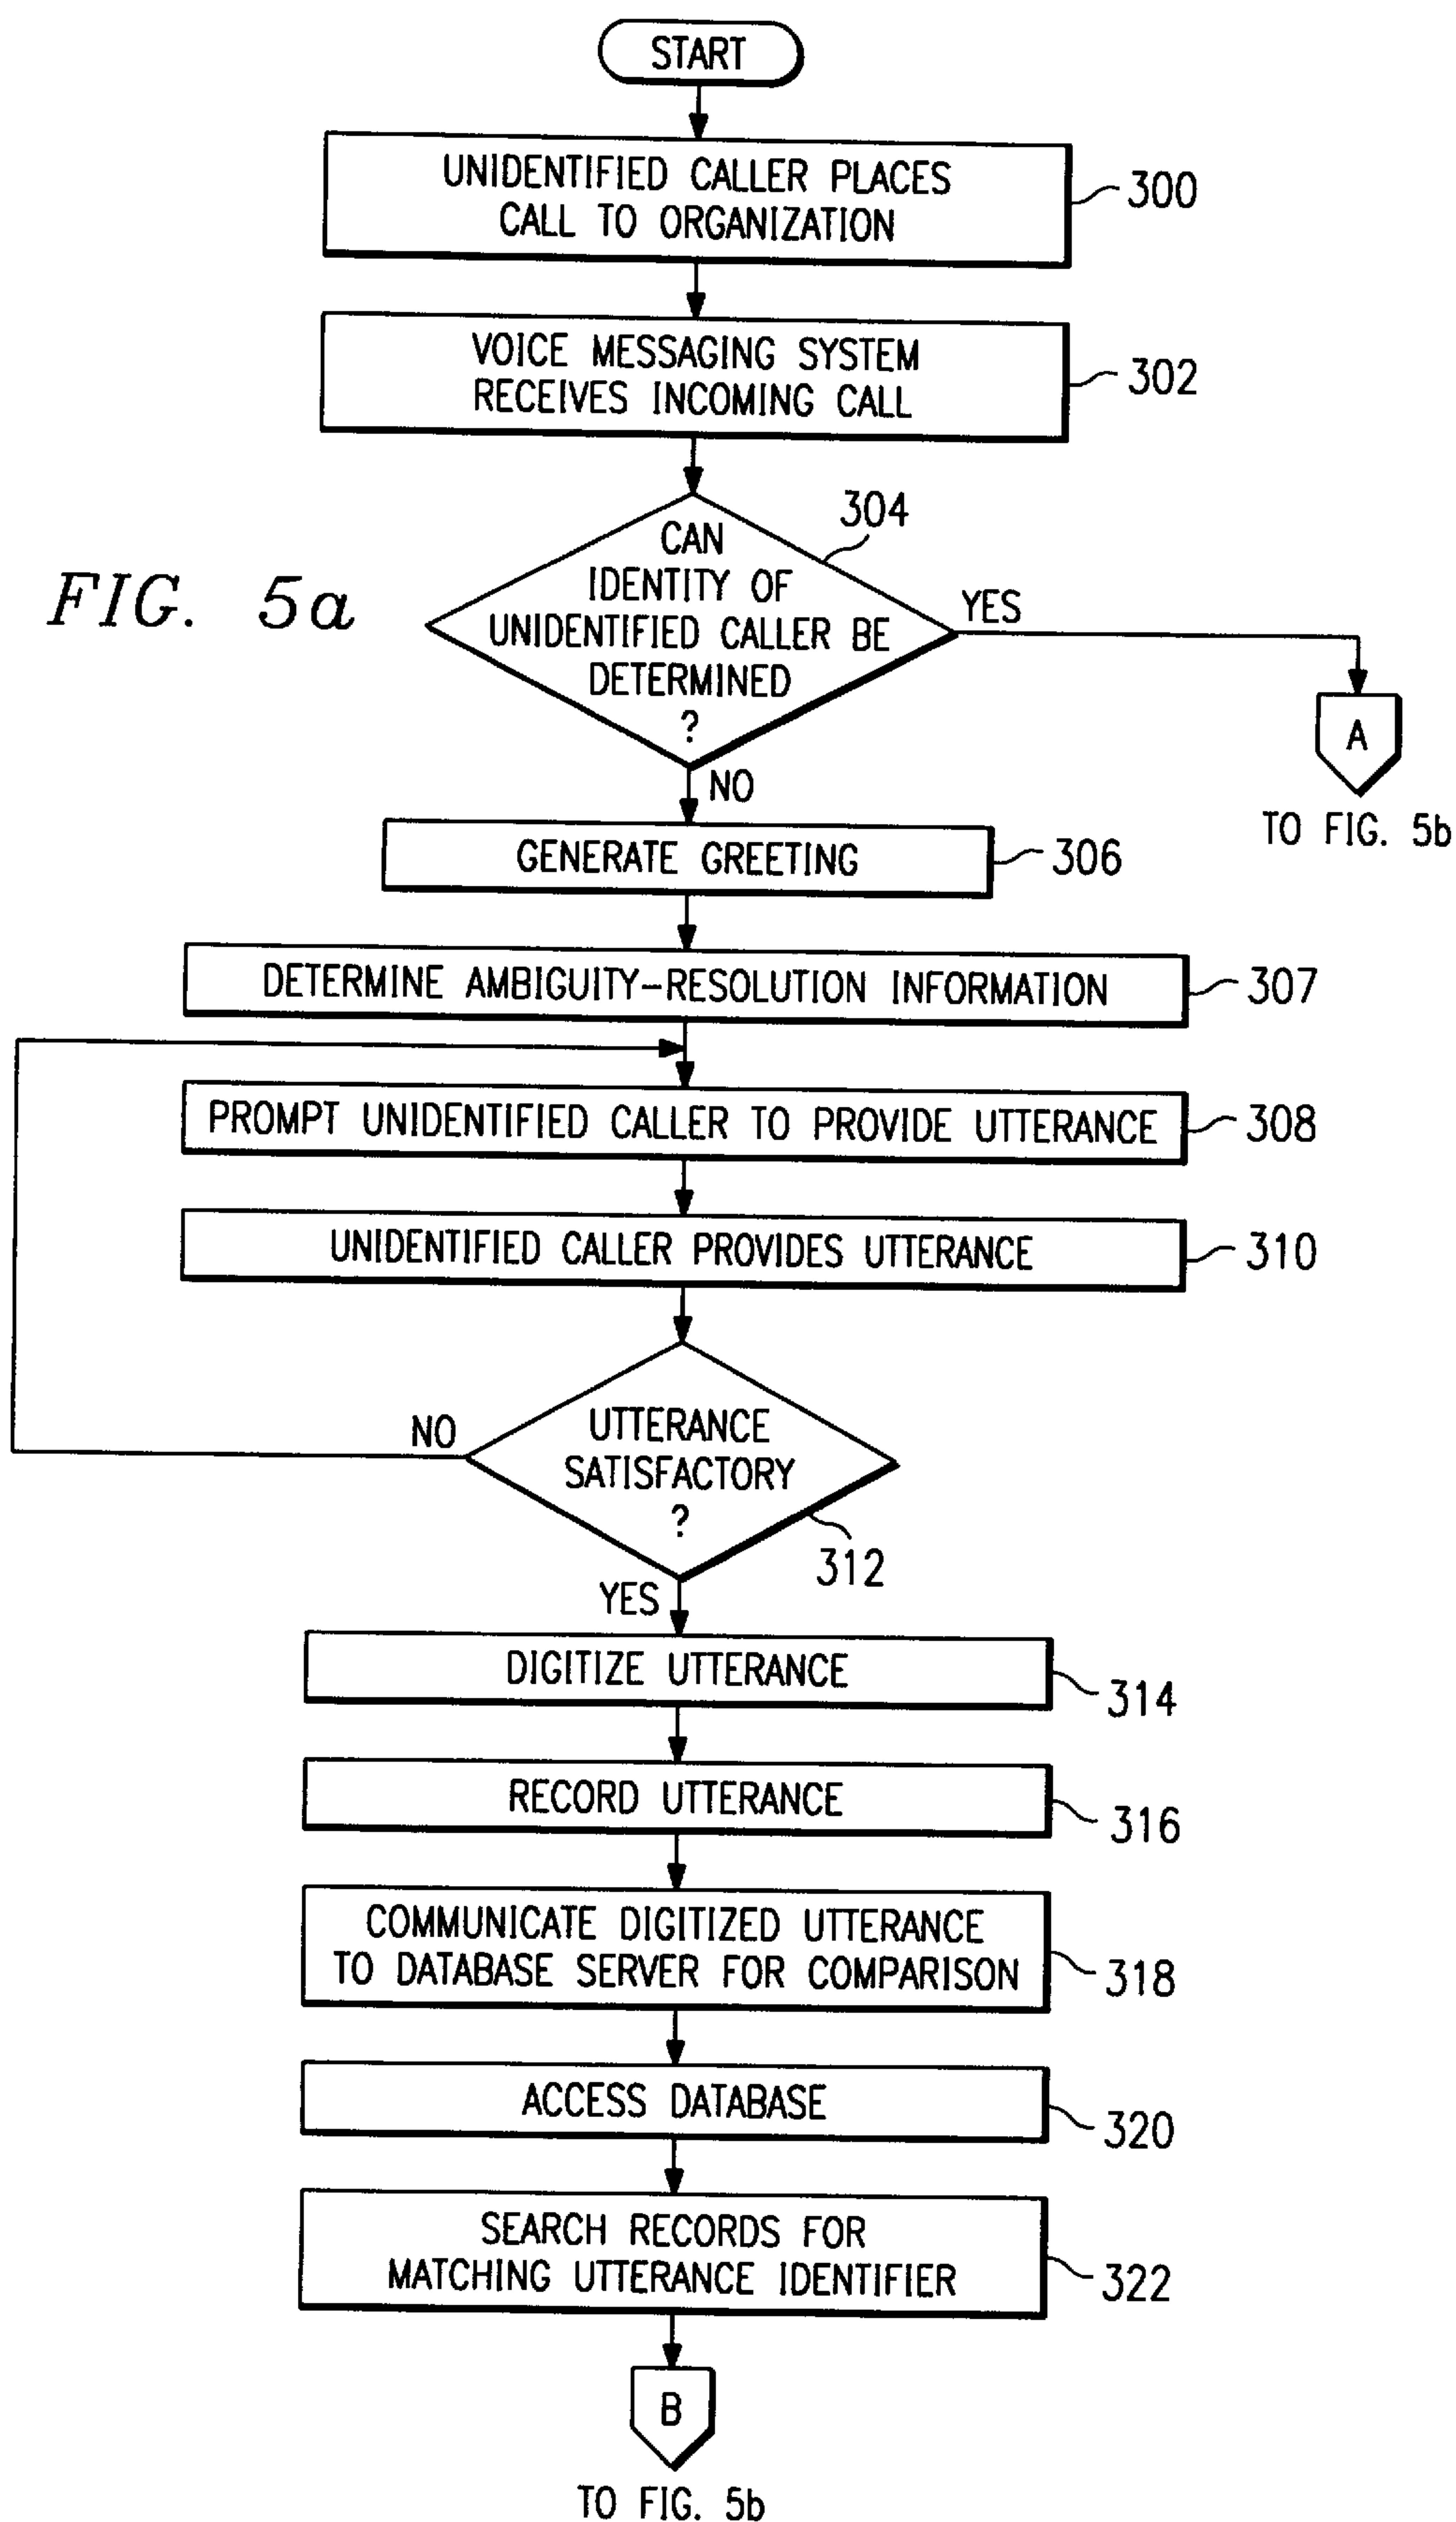 START
UNIDENTIFIED CALLER PLACES
CALL TO ORGANIZATION
300
VOICE MESSAGING SYSTEM
RECEIVES INCOMING CALL
302
304
CAN
IDENTITY OF
UNIDENTIFIED CALLER BE
DETERMINED
?
FIG. 5a
YES
A
TO FIG. 5b
NO
GENERATE GREETING
306
DETERMINE AMBIGUITY-RESOLUTION INFORMATION
307
PROMPT UNIDENTIFIED CALLER TO PROVIDE UTTERANCE
308
UNIDENTIFIED CALLER PROVIDES UTTERANCE
310
NO
UTTERANCE
SATISFACTORY
?
312
YES
DIGITIZE UTTERANCE
314
RECORD UTTERANCE
316
COMMUNICATE DIGITIZED UTTERANCE
TO DATABASE SERVER FOR COMPARISON
318
ACCESS DATABASE
320
SEARCH RECORDS FOR
MATCHING UTTERANCE IDENTIFIER
322
B
TO FIG. 5b